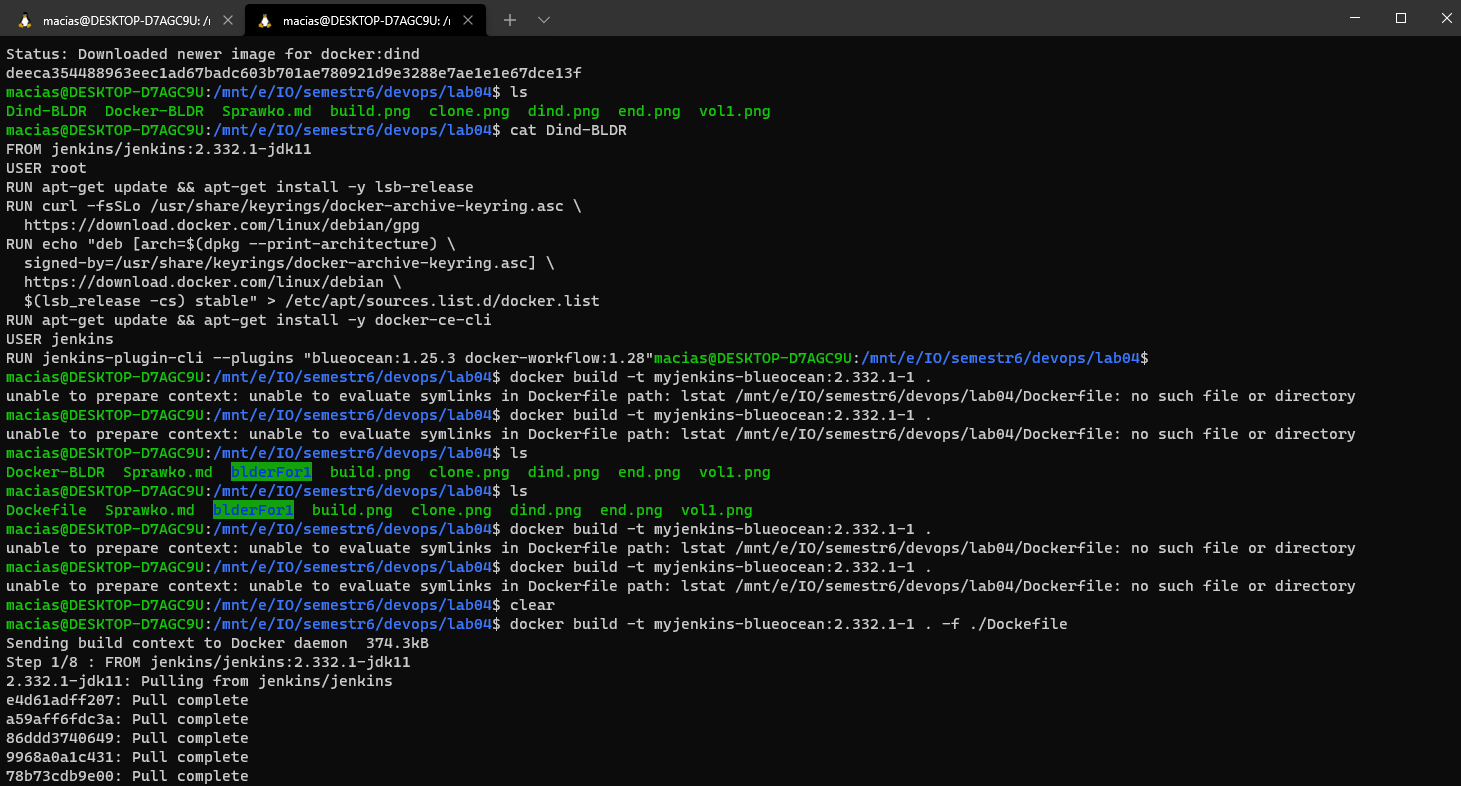 macias@DESKTOP-D7AGC9U: /r
macias@DESKTOP-D7AGC9U: /r
Status: Downloaded newer image for docker:dind
deeca354488963eec1ad67badc603b701ae780921d9e3288e7ae1e1e67dce13f
macias@DESKTOP-D7AGC9U:/mnt/e/IO/semestr6/devops/lab04$ ls
Dind-BLDR  Docker-BLDR  Sprawko.md  build.png  clone.png  dind.png  end.png  vol1.png
macias@DESKTOP-D7AGC9U:/mnt/e/IO/semestr6/devops/lab04$ cat Dind-BLDR
FROM jenkins/jenkins:2.332.1-jdk11
USER root
RUN apt-get update && apt-get install -y lsb-release
RUN curl -fsSLo /usr/share/keyrings/docker-archive-keyring.asc \
  https://download.docker.com/linux/debian/gpg
RUN echo "deb [arch=$(dpkg --print-architecture) \
  signed-by=/usr/share/keyrings/docker-archive-keyring.asc] \
  https://download.docker.com/linux/debian \
  $(lsb_release -cs) stable" > /etc/apt/sources.list.d/docker.list
RUN apt-get update && apt-get install -y docker-ce-cli
USER jenkins
RUN jenkins-plugin-cli --plugins "blueocean:1.25.3 docker-workflow:1.28"macias@DESKTOP-D7AGC9U:/mnt/e/IO/semestr6/devops/lab04$
macias@DESKTOP-D7AGC9U:/mnt/e/IO/semestr6/devops/lab04$ docker build -t myjenkins-blueocean:2.332.1-1 .
unable to prepare context: unable to evaluate symlinks in Dockerfile path: lstat /mnt/e/IO/semestr6/devops/lab04/Dockerfile: no such file or directory
macias@DESKTOP-D7AGC9U:/mnt/e/IO/semestr6/devops/lab04$ docker build -t myjenkins-blueocean:2.332.1-1 .
unable to prepare context: unable to evaluate symlinks in Dockerfile path: lstat /mnt/e/IO/semestr6/devops/lab04/Dockerfile: no such file or directory
macias@DESKTOP-D7AGC9U:/mnt/e/IO/semestr6/devops/lab04$ ls
Docker-BLDR  Sprawko.md  blderFor1  build.png  clone.png  dind.png  end.png  vol1.png
macias@DESKTOP-D7AGC9U:/mnt/e/IO/semestr6/devops/lab04$ ls
Dockefile  Sprawko.md  blderFor1  build.png  clone.png  dind.png  end.png  vol1.png
macias@DESKTOP-D7AGC9U:/mnt/e/IO/semestr6/devops/lab04$ docker build -t myjenkins-blueocean:2.332.1-1 .
unable to prepare context: unable to evaluate symlinks in Dockerfile path: lstat /mnt/e/IO/semestr6/devops/lab04/Dockerfile: no such file or directory
macias@DESKTOP-D7AGC9U:/mnt/e/IO/semestr6/devops/lab04$ docker build -t myjenkins-blueocean:2.332.1-1 .
unable to prepare context: unable to evaluate symlinks in Dockerfile path: lstat /mnt/e/IO/semestr6/devops/lab04/Dockerfile: no such file or directory
macias@DESKTOP-D7AGC9U:/mnt/e/IO/semestr6/devops/lab04$ clear
macias@DESKTOP-D7AGC9U:/mnt/e/IO/semestr6/devops/lab04$ docker build -t myjenkins-blueocean:2.332.1-1 . -f ./Dockefile
Sending build context to Docker daemon  374.3kB
Step 1/8 : FROM jenkins/jenkins:2.332.1-jdk11
2.332.1-jdk11: Pulling from jenkins/jenkins
e4d61adff207: Pull complete
a59aff6fdc3a: Pull complete
86ddd3740649: Pull complete
9968a0a1c431: Pull complete
78b73cdb9e00: Pull complete